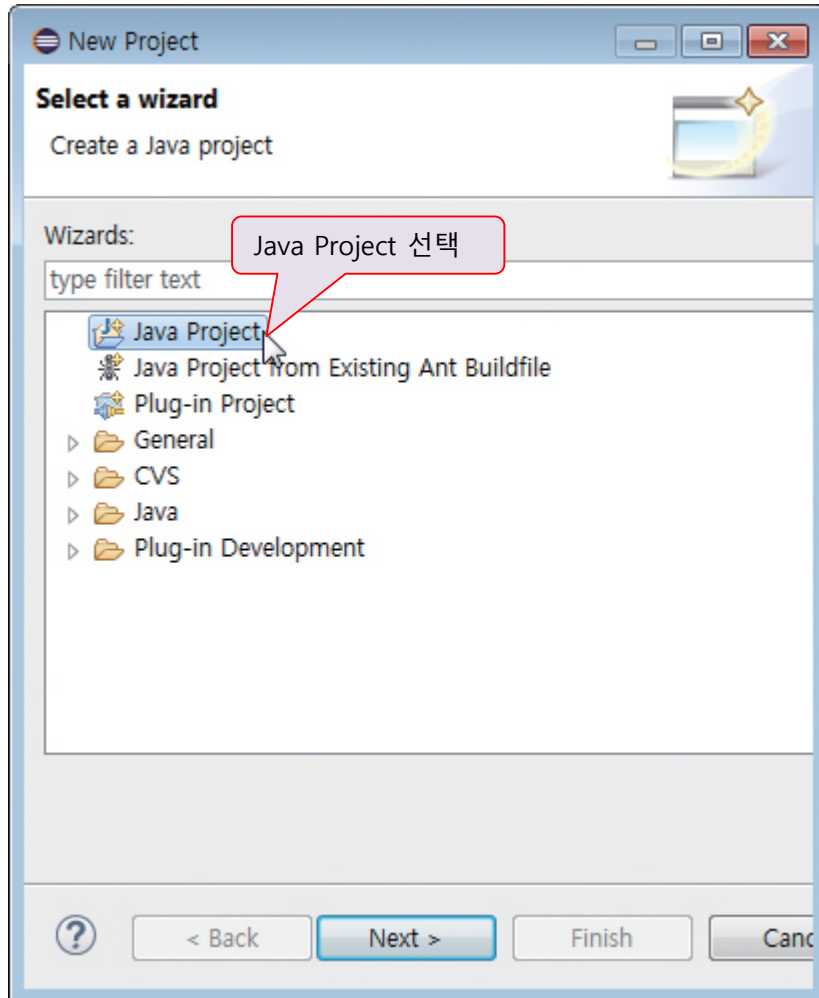 New Project
Select a wizard
Create a Java project
Wizards:
Java Project 선택
type filter text
Java Project
Java Project from Existing Ant Buildfile
Plug-in Project
General
CVS
Java
Plug-in Development
?
< Back
Next >
Finish
Canc